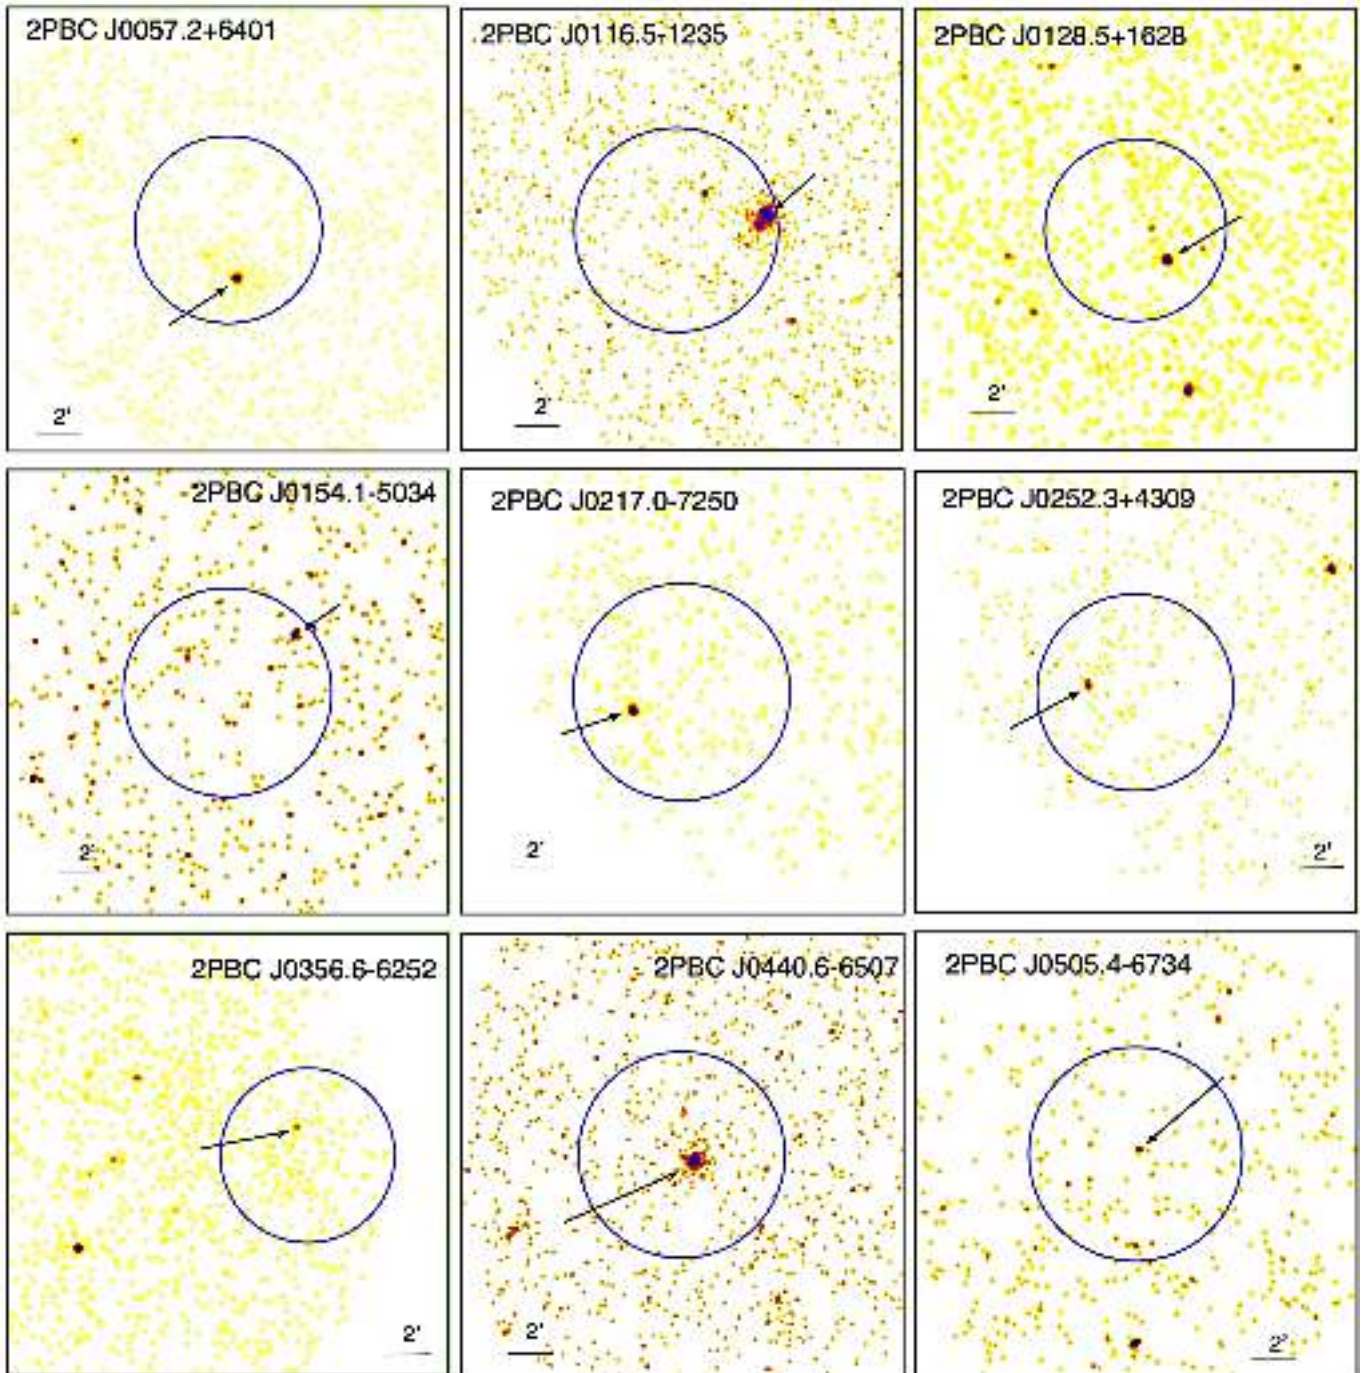 2PBC J0057.2+6401
2'
2PBC J0116.5-1235
2'
2PBC J0128.5+1628
2'
2PBC J0154.1-5034
2'
2PBC J0217.0-7250
2'
2PBC J0252.3+4309
2'
2PBC J0356.6-6252
2'
2PBC J0440.6-6507
2'
2PBC J0505.4-6734
2'